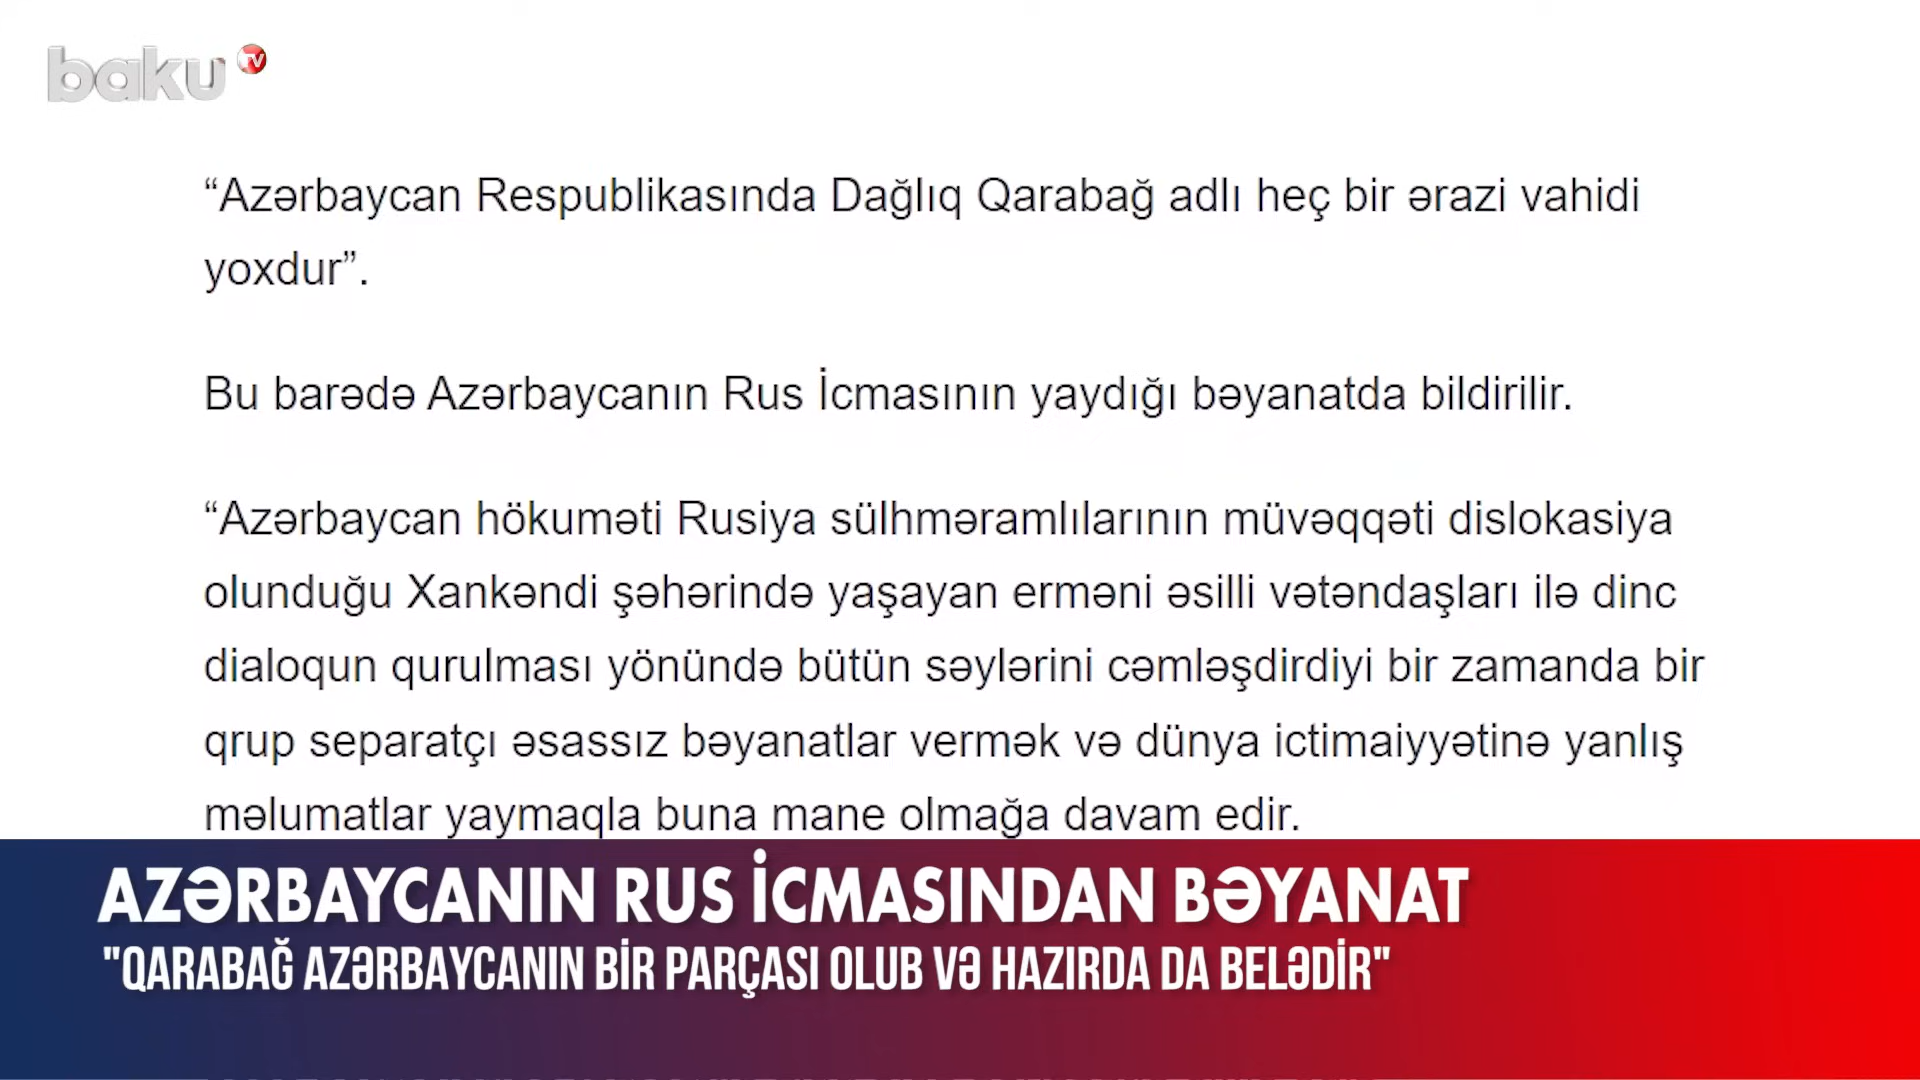 baku TV
“Azərbaycan Respublikasında Dağlıq Qarabağ adlı heç bir ərazi vahidi
yoxdur”.
Bu barədə Azərbaycanın Rus İcmasının yaydığı bəyanatda bildirilir.
“Azərbaycan hökuməti Rusiya sülhməramlılarının müvəqqəti dislokasiya
olunduğu Xankəndi şəhərində yaşayan erməni əsilli vətəndaşları ilə dinc
dialoqun qurulması yönündə bütün səylərini cəmləşdirdiyi bir zamanda bir
qrup separatçı əsassız bəyanatlar vermək və dünya ictimaiyyətinə yanlış
məlumatlar yaymaqla buna mane olmağa davam edir.
AZƏRBAYCANIN RUS İCMASINDAN BƏYANAT
"QARABAĞ AZƏRBAYCANIN BİR PARÇASI OLUB VƏ HAZIRDA DA BELƏDİR"